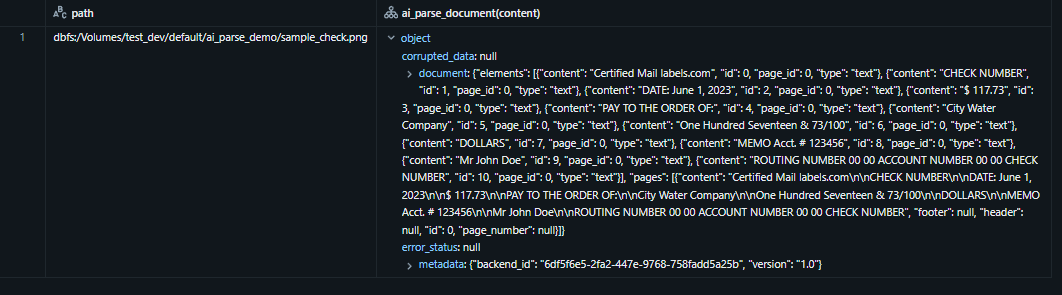 path
ai_parse_document(content)
1
dbfs:/Volumes/test_dev/default/ai_parse_demo/sample_check.png
object
corrupted_data: null
document: {"elements": [{"content": "Certified Mail labels.com", "id": 0, "page_id": 0, "type": "text"}, {"content": "CHECK NUMBER",
"id": 1, "page_id": 0, "type": "text"}, {"content": "DATE: June 1, 2023", "id": 2, "page_id": 0, "type": "text"}, {"content": "$ 117.73", "id":
3, "page_id": 0, "type": "text"}, {"content": "PAY TO THE ORDER OF:", "id": 4, "page_id": 0, "type": "text"}, {"content": "City Water
Company", "id": 5, "page_id": 0, "type": "text"}, {"content": "One Hundred Seventeen & 73/100", "id": 6, "page_id": 0, "type": "text"},
{"content": "DOLLARS", "id": 7, "page_id": 0, "type": "text"}, {"content": "MEMO Acct. # 123456", "id": 8, "page_id": 0, "type": "text"},
{"content": "Mr John Doe", "id": 9, "page_id": 0, "type": "text"}, {"content": "ROUTING NUMBER 00 00 ACCOUNT NUMBER 00 00 CHECK
NUMBER", "id": 10, "page_id": 0, "type": "text"}], "pages": [{"content": "Certified Mail labels.com\n\nCHECK NUMBER\n\nDATE: June 1,
2023\n\n$ 117.73\n\nPAY TO THE ORDER OF:\n\nCity Water Company\n\nOne Hundred Seventeen & 73/100\n\nDOLLARS\n\nMEMO
Acct. # 123456\n\nMr John Doe\n\nROUTING NUMBER 00 00 ACCOUNT NUMBER 00 00 CHECK NUMBER", "footer": null, "header":
null, "id": 0, "page_number": null}]}
error_status: null
metadata: {"backend_id": "6df5f6e5-2fa2-447e-9768-758fadd5a25b", "version": "1.0"}